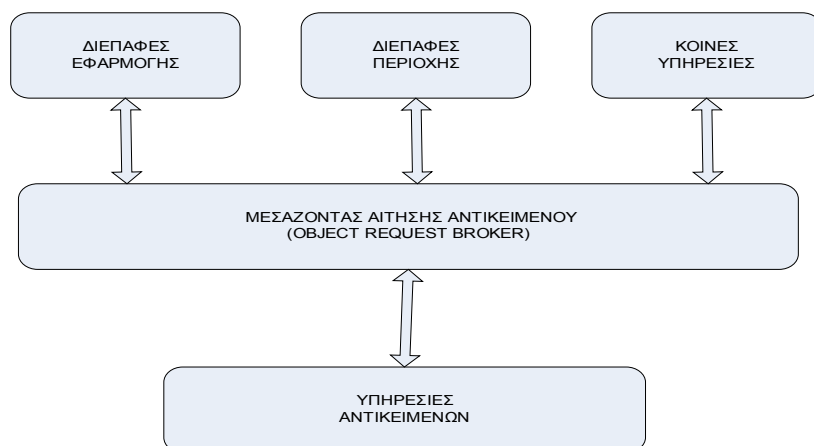 ΔΙΕΠΑΦΕΣ
ΕΦΑΡΜΟΓΗΣ
ΔΙΕΠΑΦΕΣ
ΠΕΡΙΟΧΗΣ
ΚΟΙΝΕΣ
ΥΠΗΡΕΣΙΕΣ
ΜΕΣΑΖΟΝΤΑΣ ΑΙΤΗΣΗΣ ΑΝΤΙΚΕΙΜΕΝΟΥ
(OBJECT REQUEST BROKER)
ΥΠΗΡΕΣΙΕΣ
ΑΝΤΙΚΕΙΜΕΝΩΝ